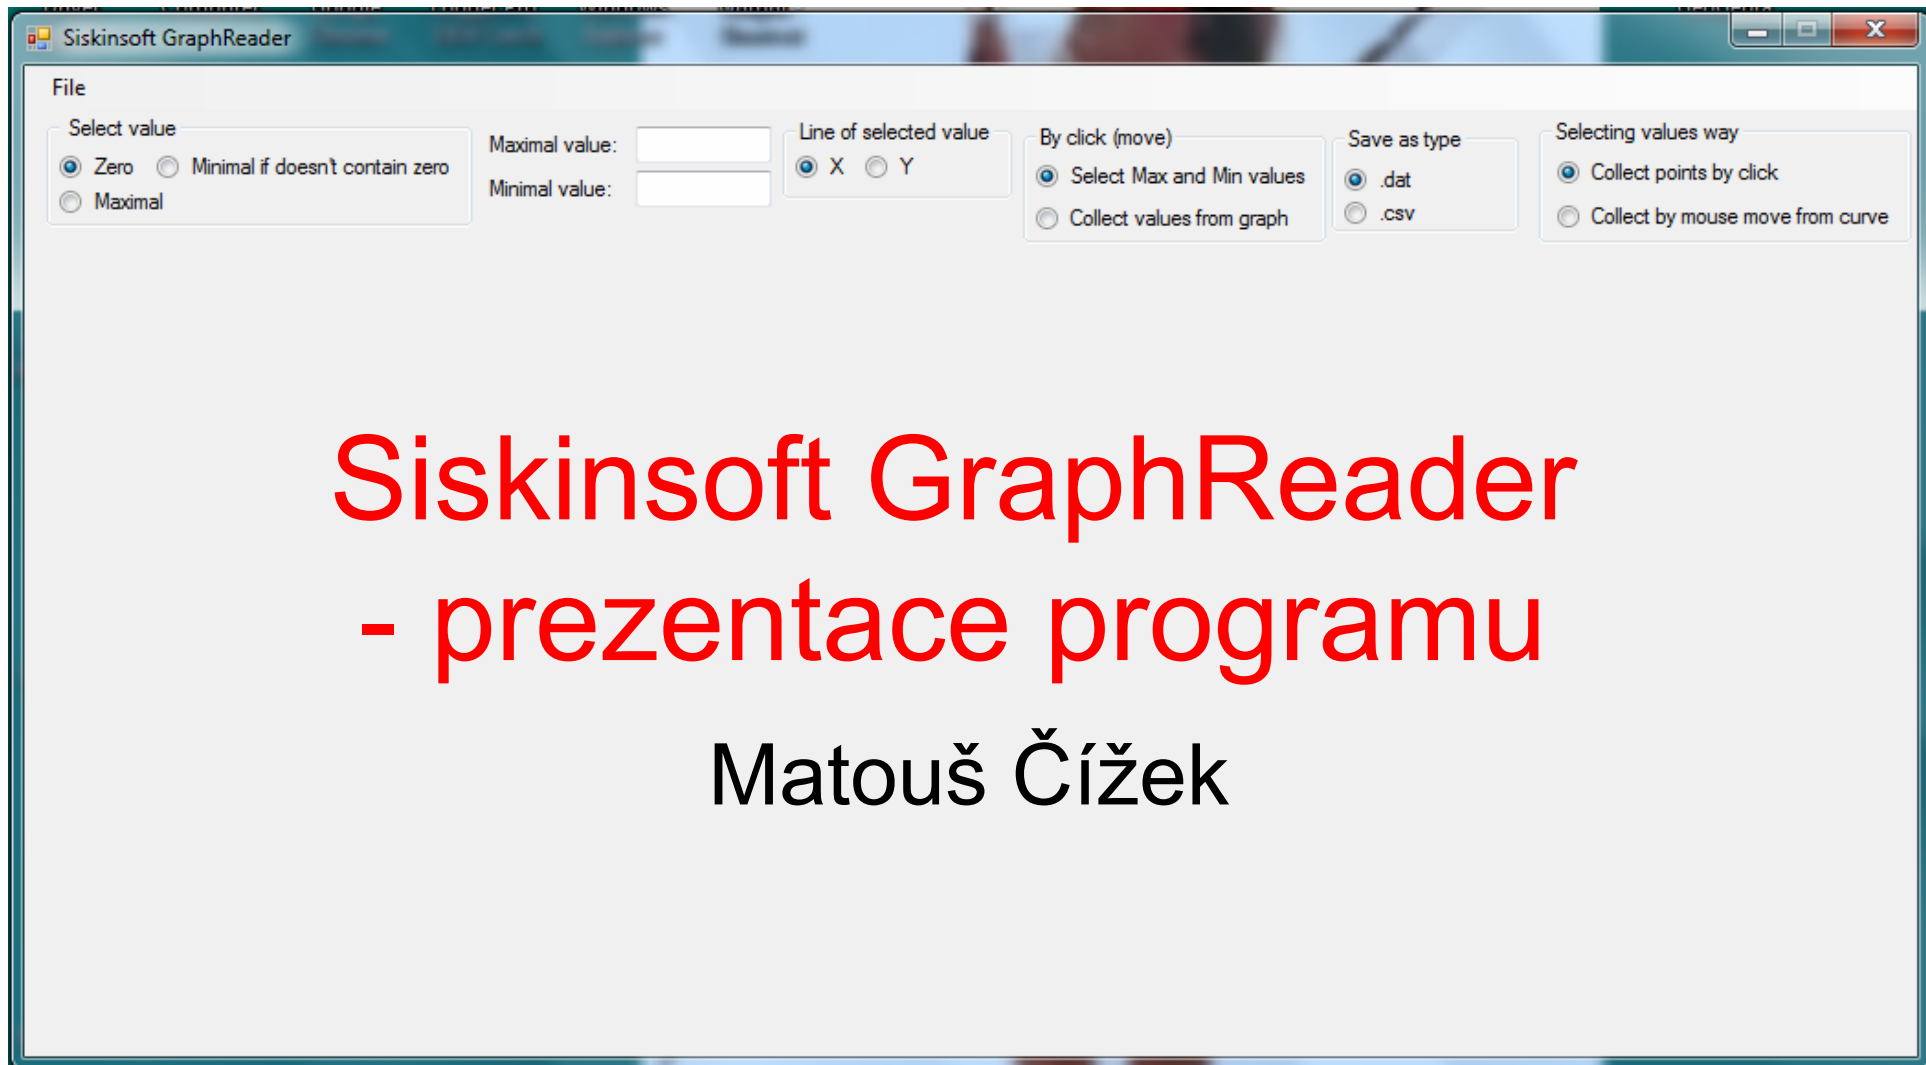 Siskinsoft GraphReader
File
Select value
Zero
Minimal if doesn't contain zero
Maximal
Maximal value:
Minimal value:
Line of selected value
X
Y
By click (move)
Select Max and Min values
Collect values from graph
Save as type
.dat
.csv
Selecting values way
Collect points by click
Collect by mouse move from curve
Siskinsoft GraphReader
- prezentace programu
Matouš Čížek